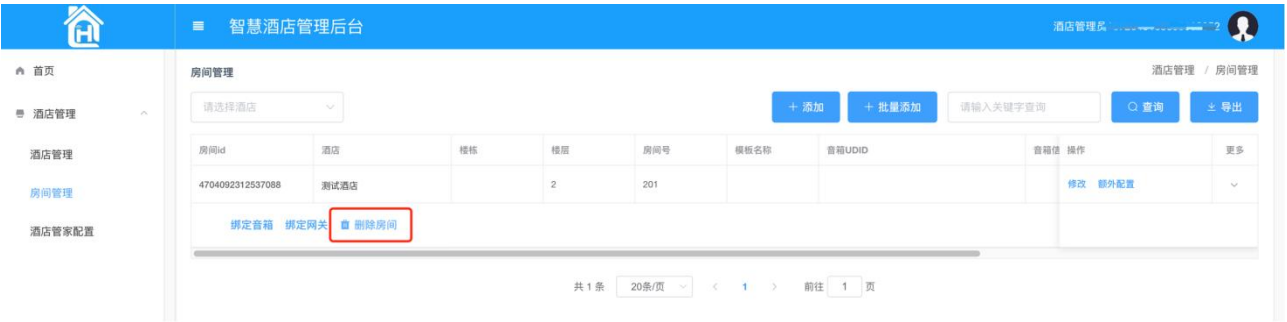 智慧酒店管理后台
酒店管理员
首页
酒店管理
酒店管理
房间管理
酒店管家配置
房间管理
酒店管理 / 房间管理
请选择酒店
+ 添加
+ 批量添加
请输入关键字查询
查询
导出
房间id 酒店 楼栋 楼层 房间号 模板名称 音箱UDID 音箱信 操作 更多
4704092312537088 测试酒店 2 201 修改 额外配置
绑定音箱 绑定网关 删除房间
共 1 条 20条/页 < 1 > 前往 1 页